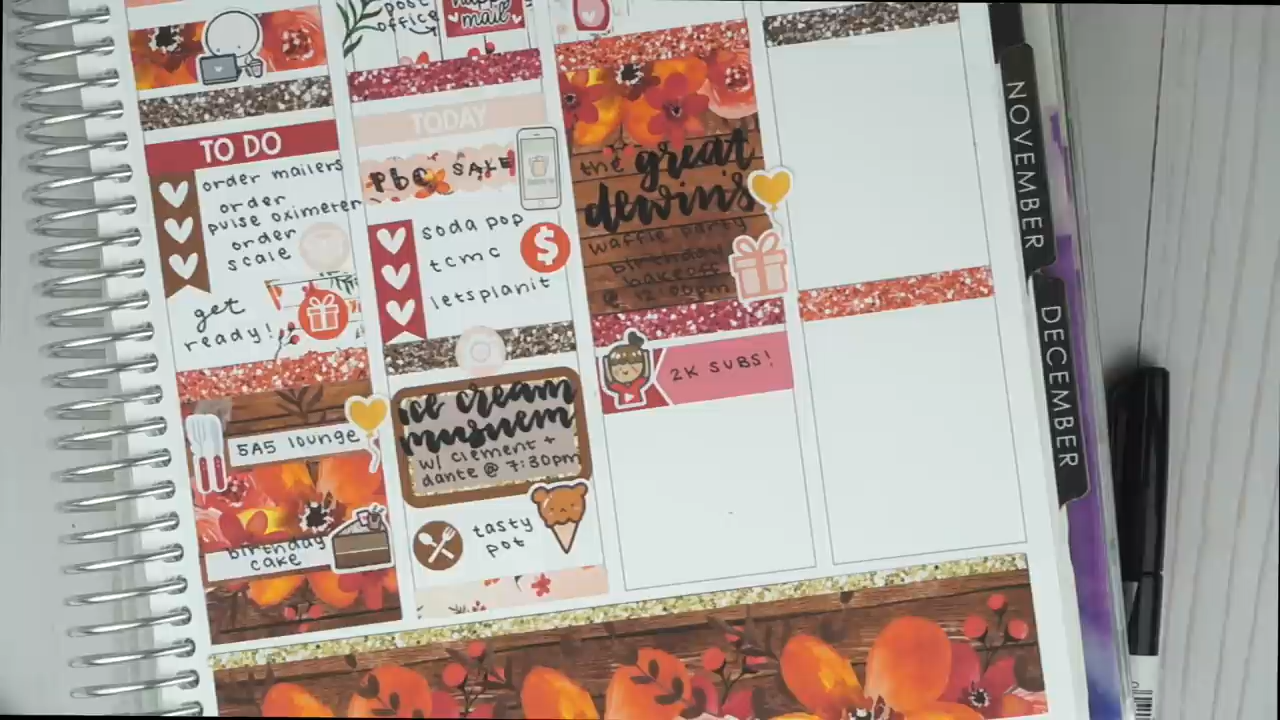 TO DO
order mailers
order
pulse oximeter
order
scale
get
ready!
5A5 lounge
birthday
cake
post
office
happy
mail
TODAY
pbc SALE
soda pop
tcmc
letsplanit
$
ice cream
museum
w/ clement +
dante @ 7:30pm
tasty
pot
the great
dewin's
waffle party
birthday
bakeoff
@ 12:00pm
2K SUBS!
NOVEMBER
DECEMBER